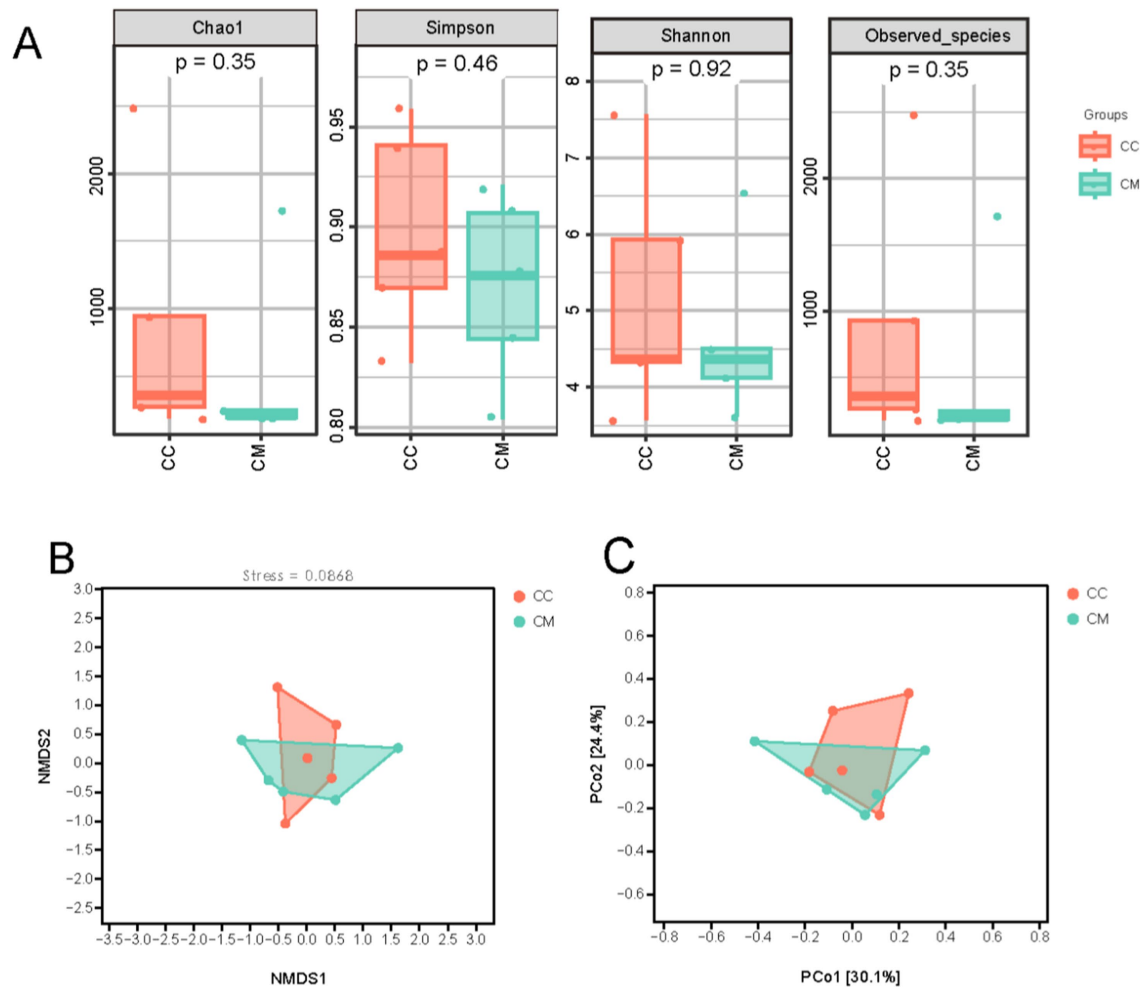 A
Chao1
p = 0.35
2000
1000
CC
CM
Simpson
p = 0.46
0.95
0.90
0.85
0.80
CC
CM
Shannon
p = 0.92
8
7
6
5
4
CC
CM
Observed_species
p = 0.35
2000
1000
CC
CM
Groups
CC
CM
B
Stress = 0.0868
3.0
2.5
2.0
1.5
1.0
0.5
0.0
-0.5
-1.0
-1.5
-2.0
-2.5
NMDS2
-3.5 -3.0 -2.5 -2.0 -1.5 -1.0 -0.5 0.0 0.5 1.0 1.5 2.0 2.5 3.0
NMDS1
CC
CM
C
0.8
0.6
0.4
0.2
0.0
-0.2
-0.4
-0.6
PCo2 [24.4%]
-0.8 -0.6 -0.4 -0.2 0.0 0.2 0.4 0.6 0.8
PCo1 [30.1%]
CC
CM